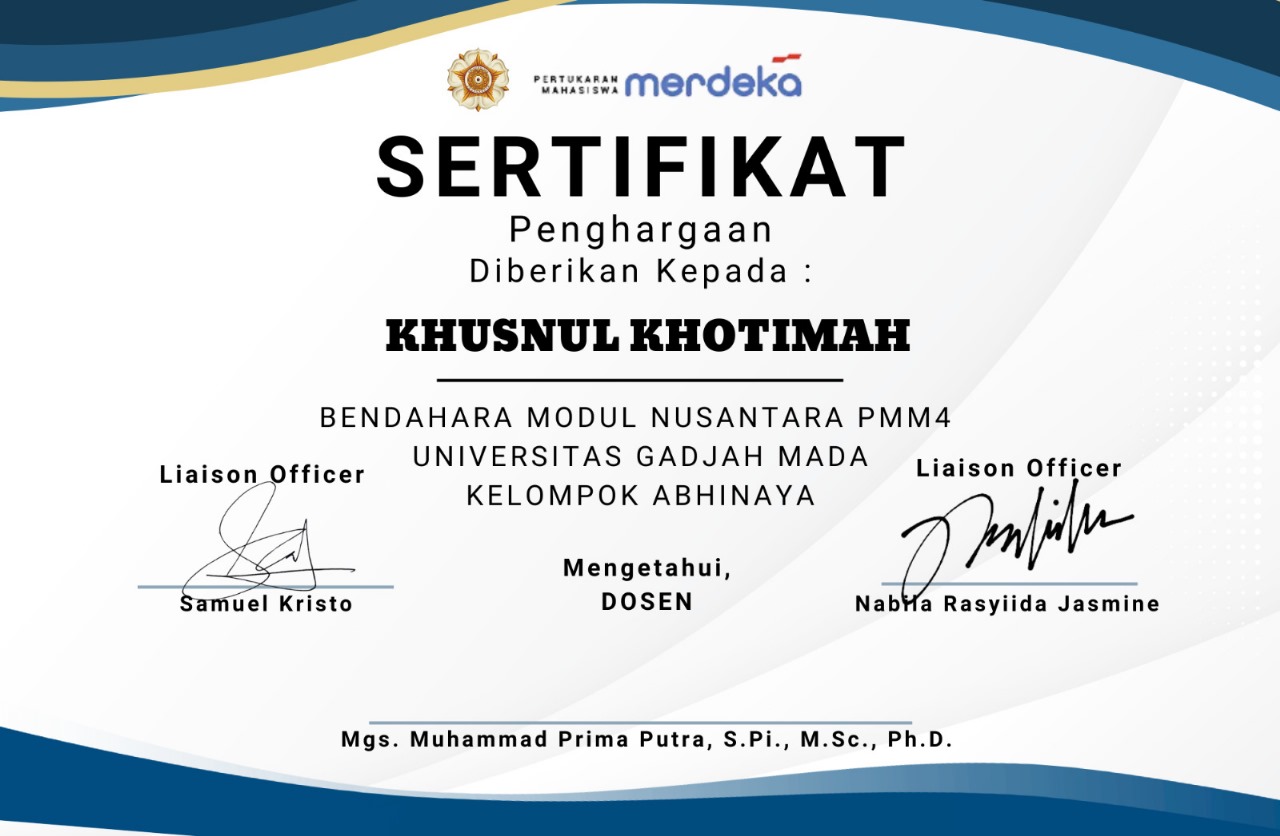 PERTUKARAN
MAHASISWA merdeka
SERTIFIKAT
Penghargaan
Diberikan Kepada :
KHUSNUL KHOTIMAH
BENDAHARA MODUL NUSANTARA PMM4
UNIVERSITAS GADJAH MADA
KELOMPOK ABHINAYA
Liaison Officer
Samuel Kristo
Liaison Officer
Nabila Rasyiida Jasmine
Mengetahui,
DOSEN
Mgs. Muhammad Prima Putra, S.Pi., M.Sc., Ph.D.